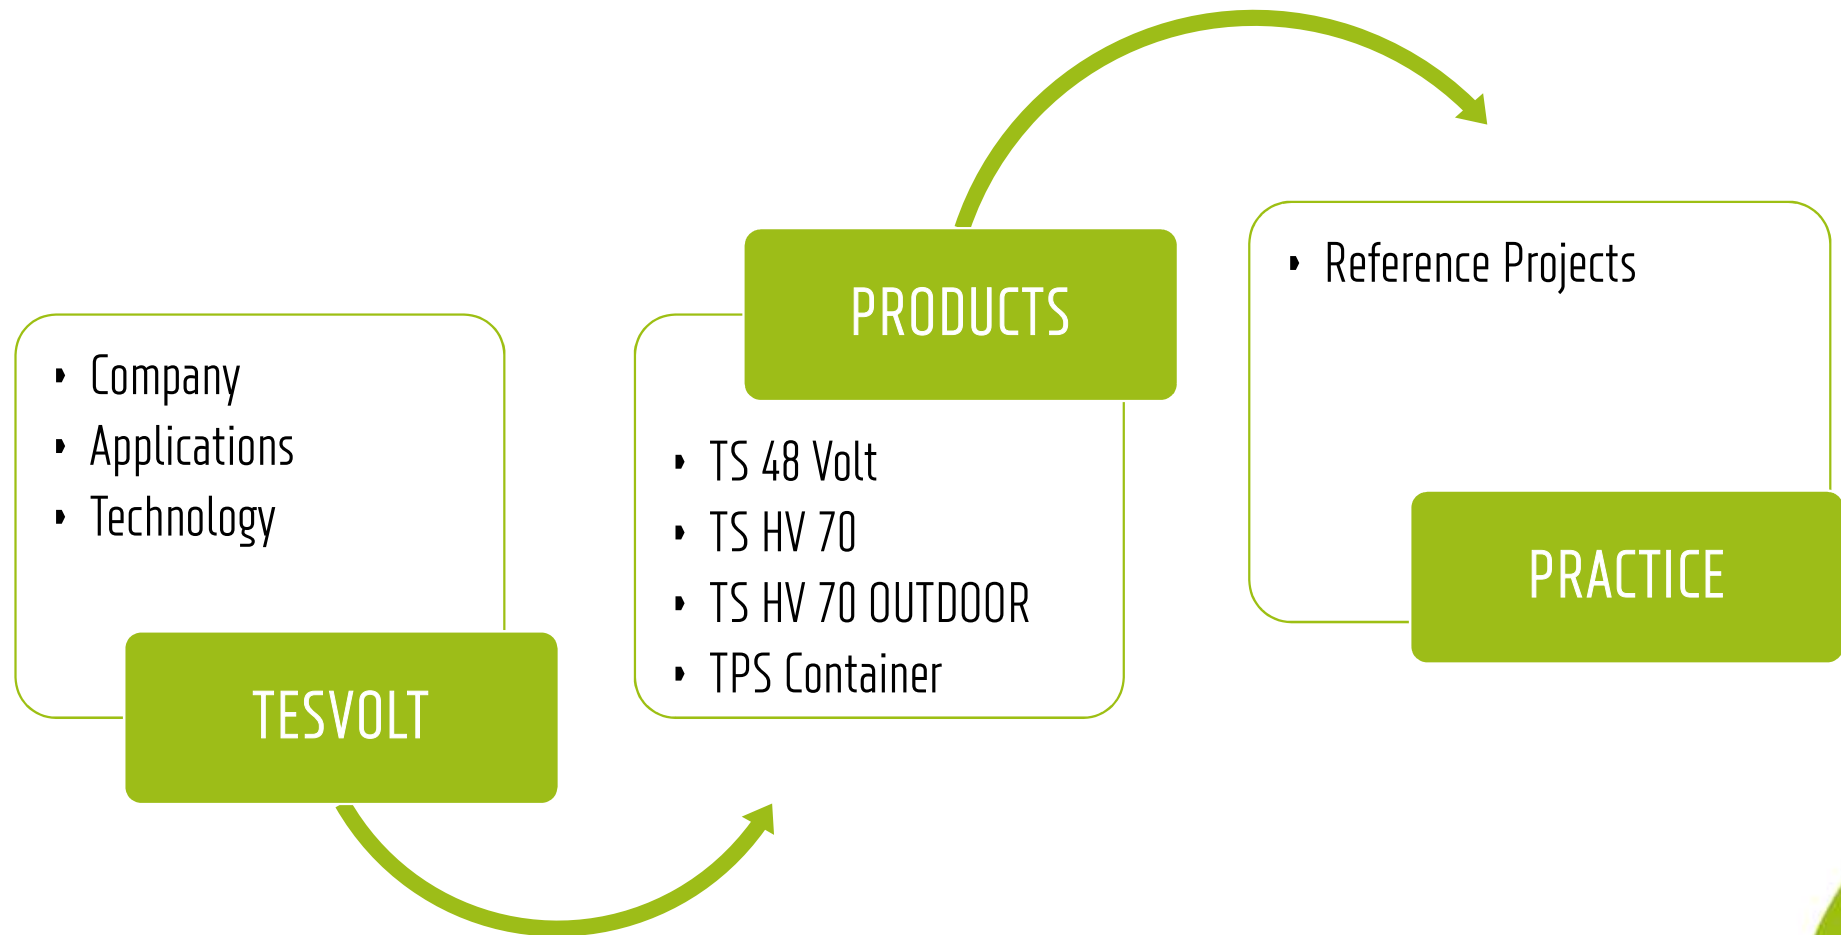 Company
Applications
Technology
TESVOLT
PRODUCTS
TS 48 Volt
TS HV 70
TS HV 70 OUTDOOR
TPS Container
Reference Projects
PRACTICE